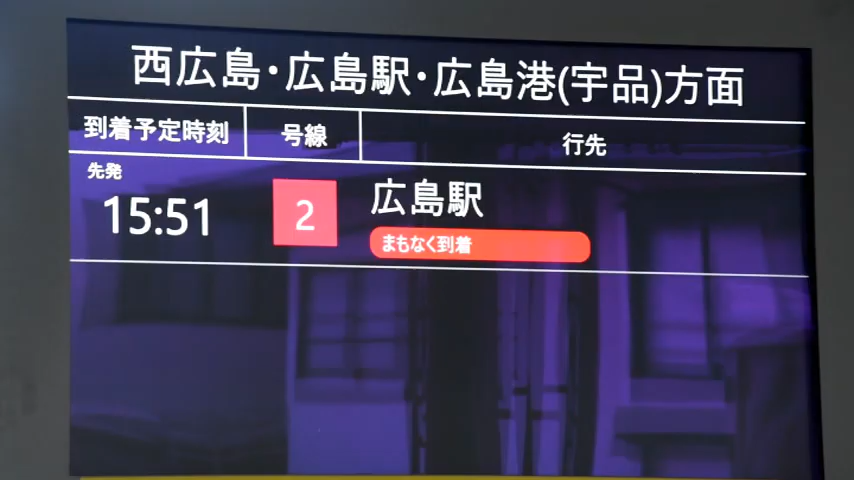 西広島・広島駅・広島港(宇品)方面
到着予定時刻 号線 行先
先発
15:51 2 広島駅
まもなく到着